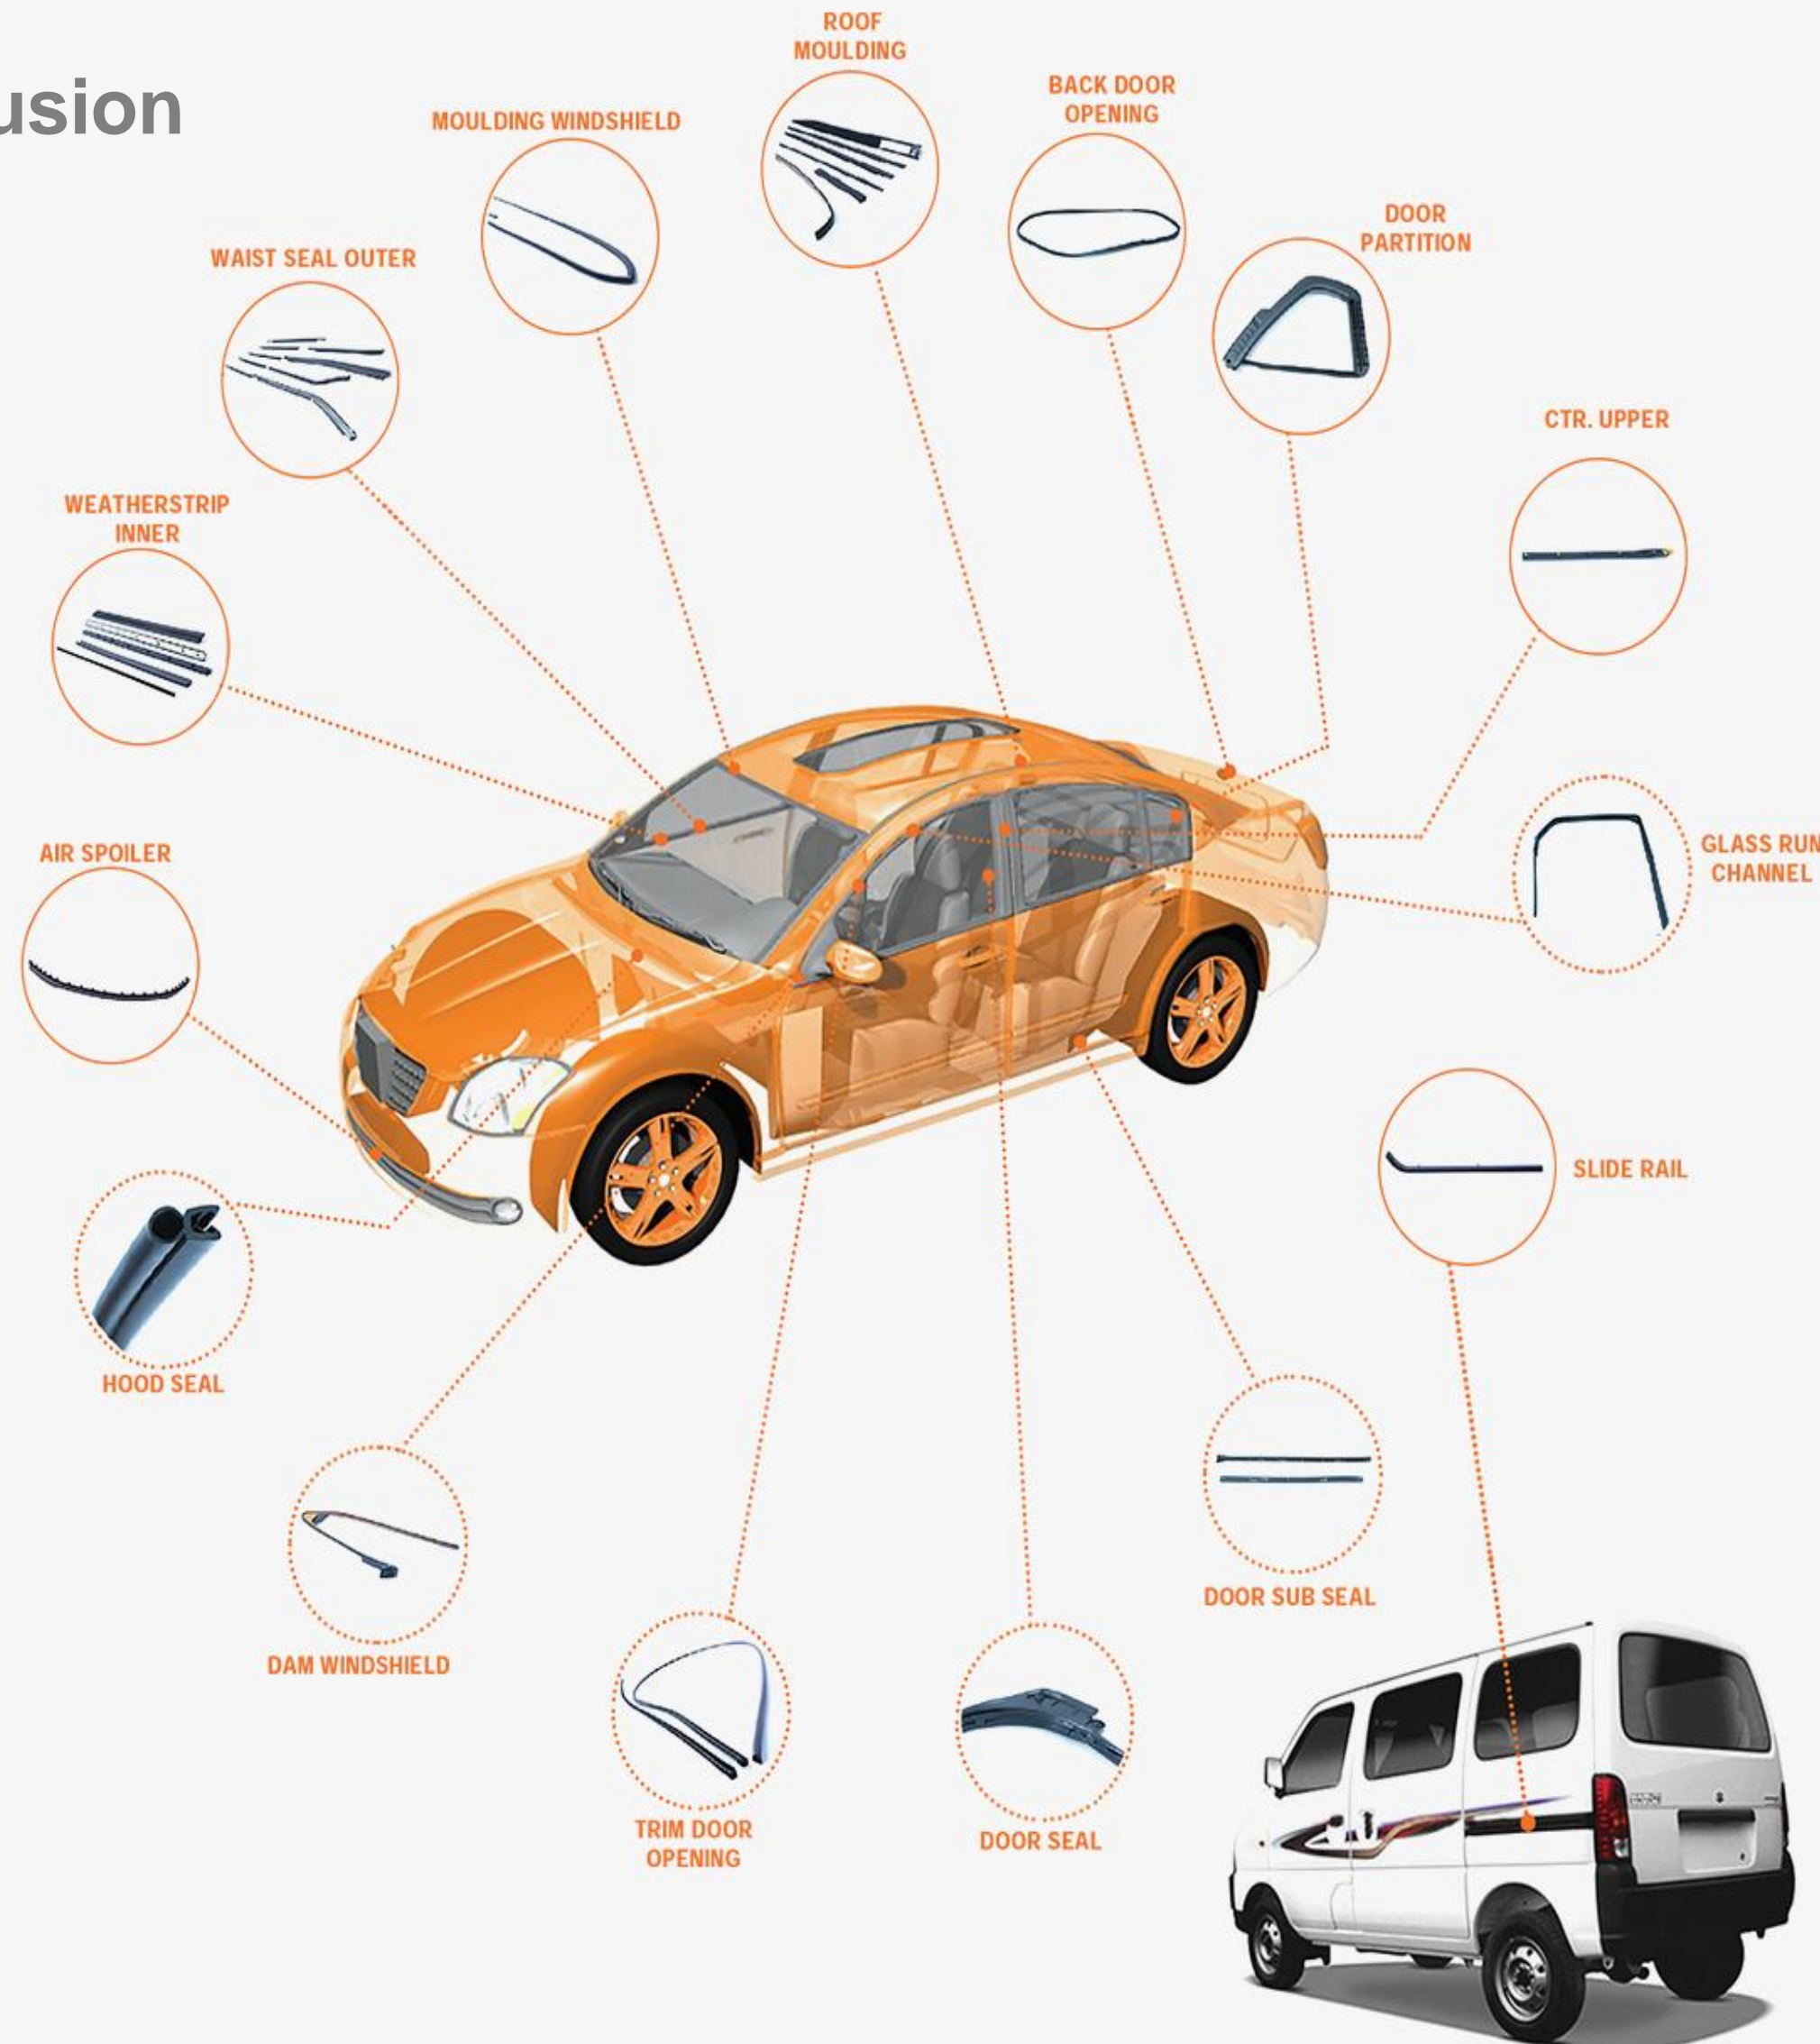 usion
ROOF
MOULDING
BACK DOOR
OPENING
MOULDING WINDSHIELD
DOOR
PARTITION
WAIST SEAL OUTER
CTR. UPPER
WEATHERSTRIP
INNER
GLASS RUN
CHANNEL
AIR SPOILER
SLIDE RAIL
HOOD SEAL
DOOR SUB SEAL
DAM WINDSHIELD
TRIM DOOR
OPENING
DOOR SEAL